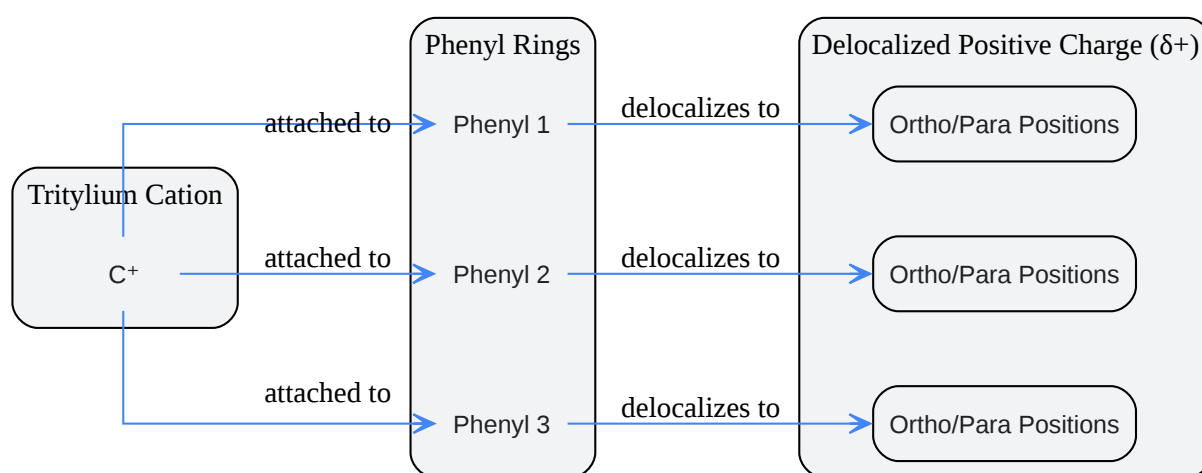 Phenyl Rings
Delocalized Positive Charge (δ+)
attached to
Phenyl 1
delocalizes to
Ortho/Para Positions
Tritylium Cation
C⁺
attached to
Phenyl 2
delocalizes to
Ortho/Para Positions
attached to
Phenyl 3
delocalizes to
Ortho/Para Positions